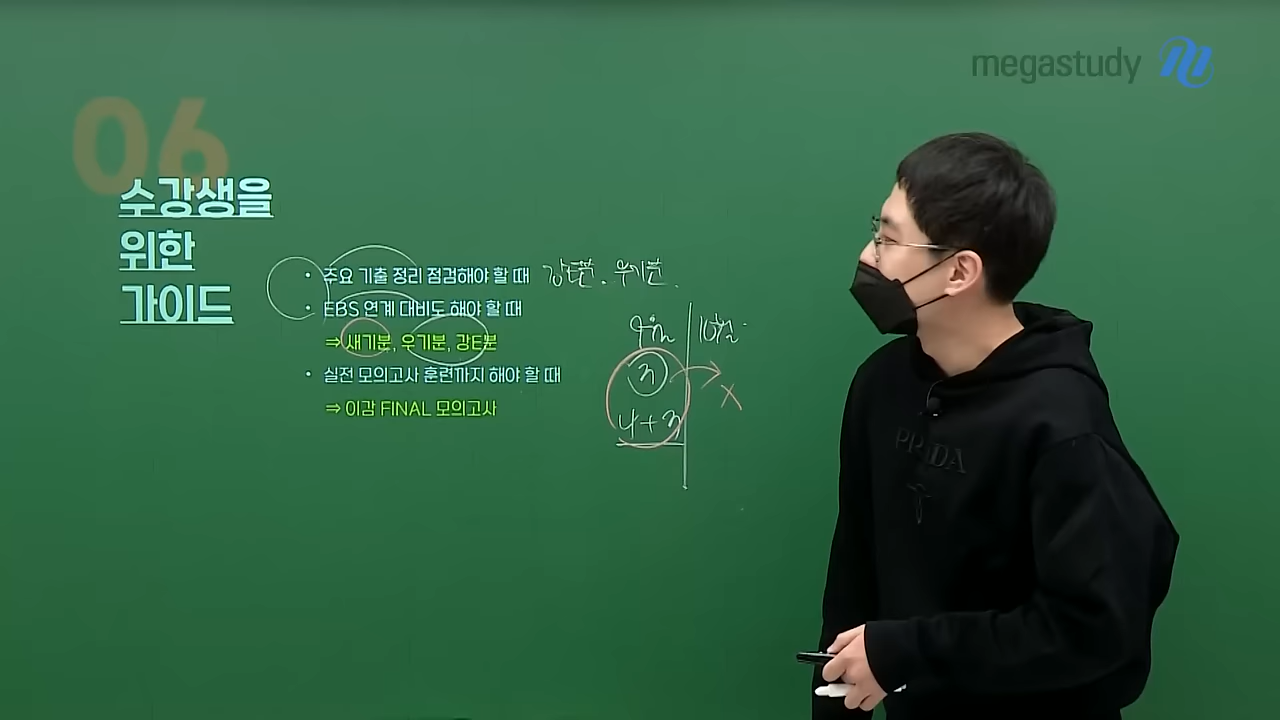 megastudy
06
수강생을
위한
가이드
• 주요 기출 정리 점검해야 할 때 강E분, 우기분,
• EBS 연계 대비도 해야 할 때
⇒ 새기분, 우기분, 강E분
• 실전 모의고사 훈련까지 해야 할 때
⇒ 이감 FINAL 모의고사
X
PRADA